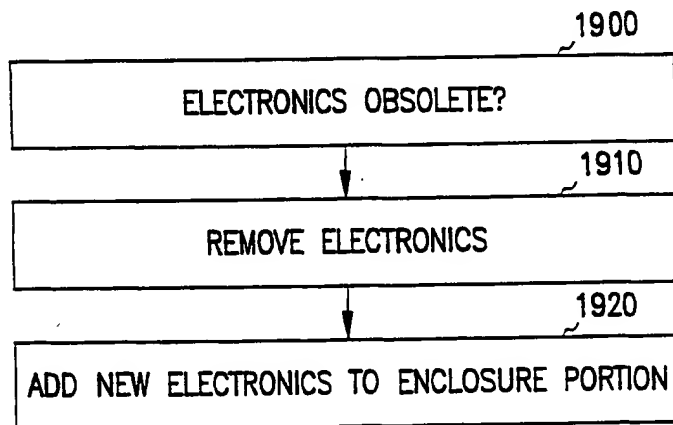 1900
ELECTRONICS OBSOLETE?
1910
REMOVE ELECTRONICS
1920
ADD NEW ELECTRONICS TO ENCLOSURE PORTION